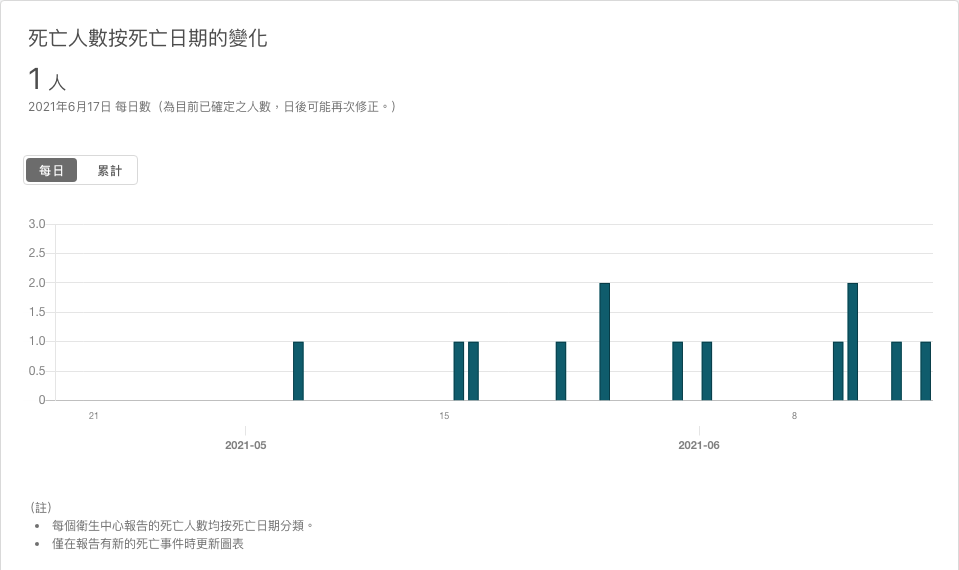 死亡人數按死亡日期的變化
1 人
2021年6月17日 每日數（為目前已確定之人數，日後可能再次修正。）
每日 累計
3.0
2.5
2.0
1.5
1.0
0.5
0
21 15 8
2021-05 2021-06
（註）
• 每個衛生中心報告的死亡人數均按死亡日期分類。
• 僅在報告有新的死亡事件時更新圖表